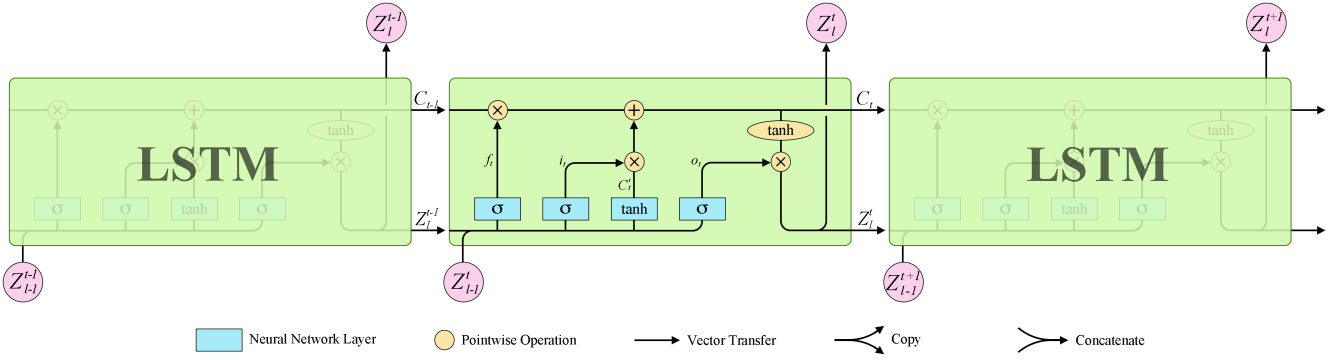 Z_l^{t-1} Z_l^t Z_l^{t+1}
C_{t-1} C_t
× + tanh × + tanh × + tanh
LSTM × × f_t i_t × o_t × LSTM × ×
C'_t
σ σ tanh σ σ σ tanh σ σ σ tanh σ
Z_l^{t-1} Z_l^t
Z_{l-1}^{t-1} Z_{l-1}^t Z_{l-1}^{t+1}
Neural Network Layer Pointwise Operation Vector Transfer Copy Concatenate